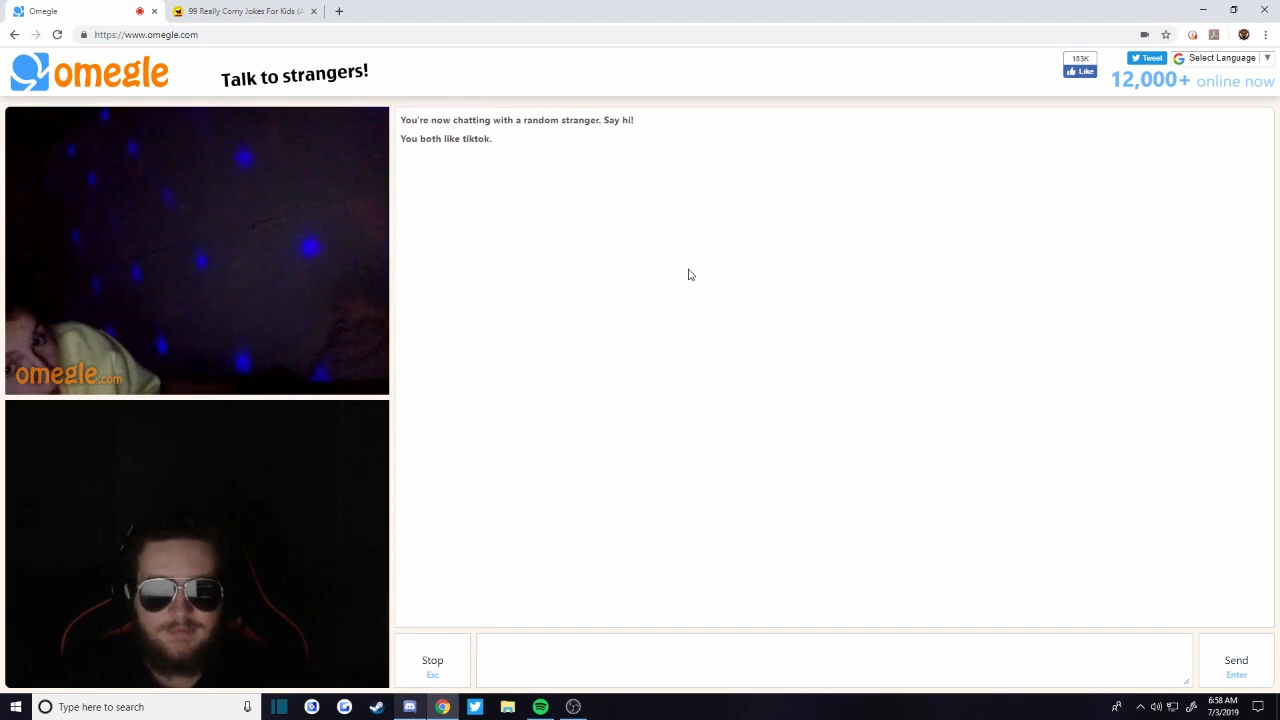 Omegle
99 Really Corny Jokes For Kids (A
https://www.omegle.com
omegle
Talk to strangers!
183K
Like
Tweet
Select Language
12,000+ online now
You're now chatting with a random stranger. Say hi!
You both like tiktok.
omegle.com
Stop
Esc
Send
Enter
Type here to search
6:58 AM
7/3/2019